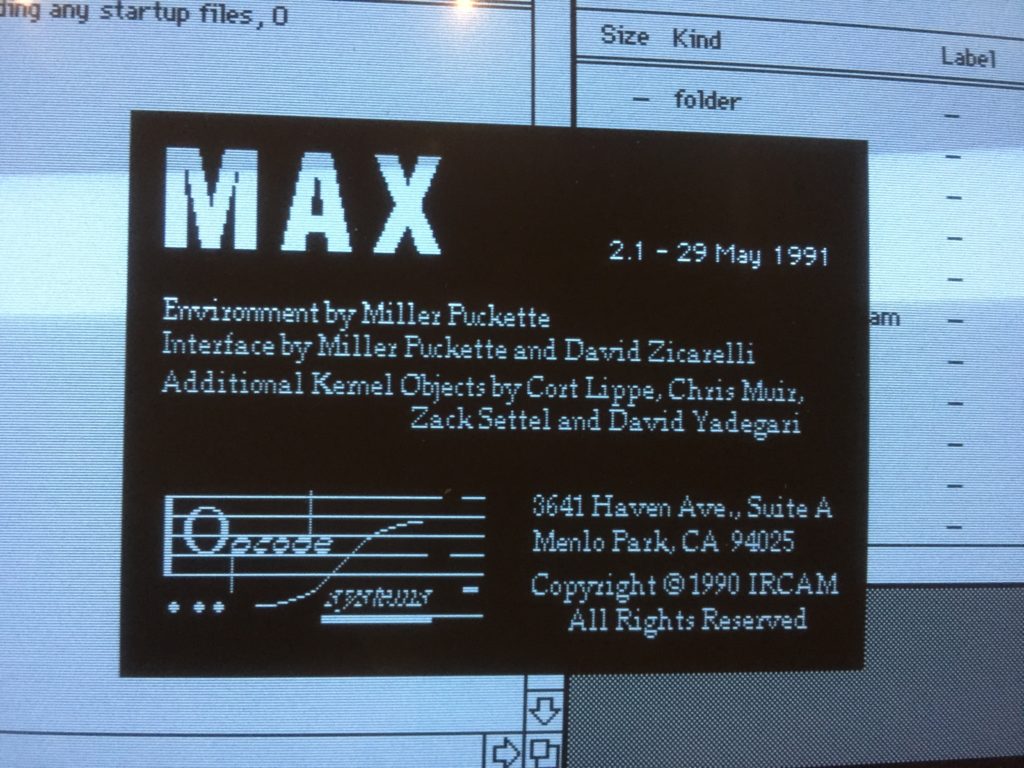 ding any startup files, 0
Size Kind
Label
— folder
—
—
—
—
—
am —
—
—
—
—
—
MAX
2.1 - 29 May 1991
Environment by Miller Puckette
Interface by Miller Puckette and David Zicarelli
Additional Kernel Objects by Cort Lippe, Chris Muir,
Zack Settel and David Yadegari
Opcode
systems
3641 Haven Ave., Suite A
Menlo Park, CA 94025
Copyright © 1990 IRCAM
All Rights Reserved